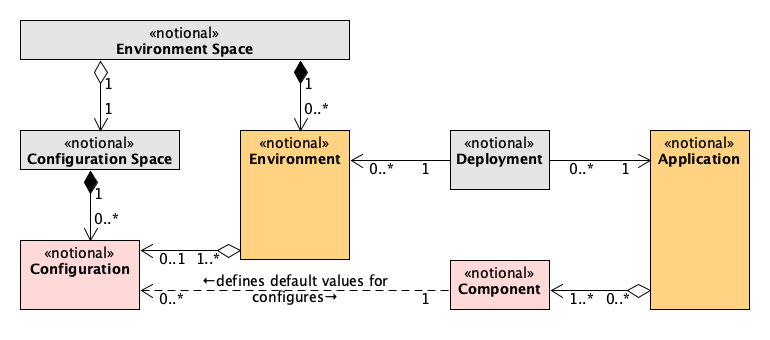 «notional»
Environment Space
1
1
1
0..*
«notional»
Configuration Space
«notional»
Environment
«notional»
Deployment
«notional»
Application
0..*
1
0..*
1
1
0..*
«notional»
Configuration
0..1
1..*
←defines default values for
configures→
0..*
1
«notional»
Component
1..*
0..*